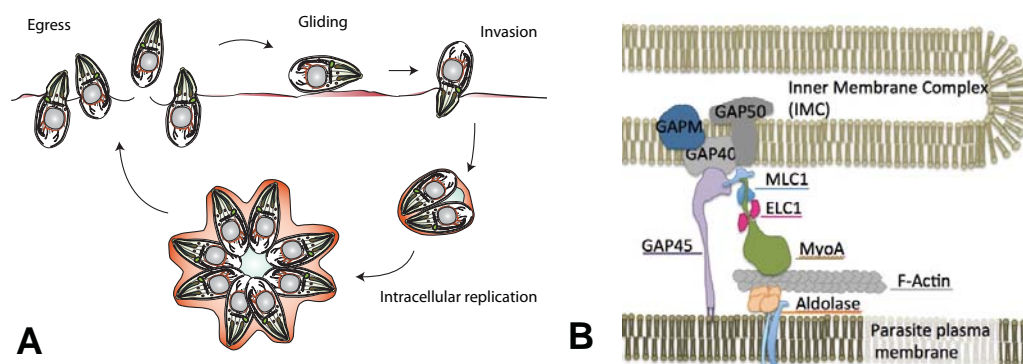 Egress
Gliding
Invasion
Intracellular replication
A
Inner Membrane Complex
(IMC)
GAPM
GAP50
GAP40
MLC1
ELC1
GAP45
MyoA
F-Actin
Aldolase
Parasite plasma
membrane
B